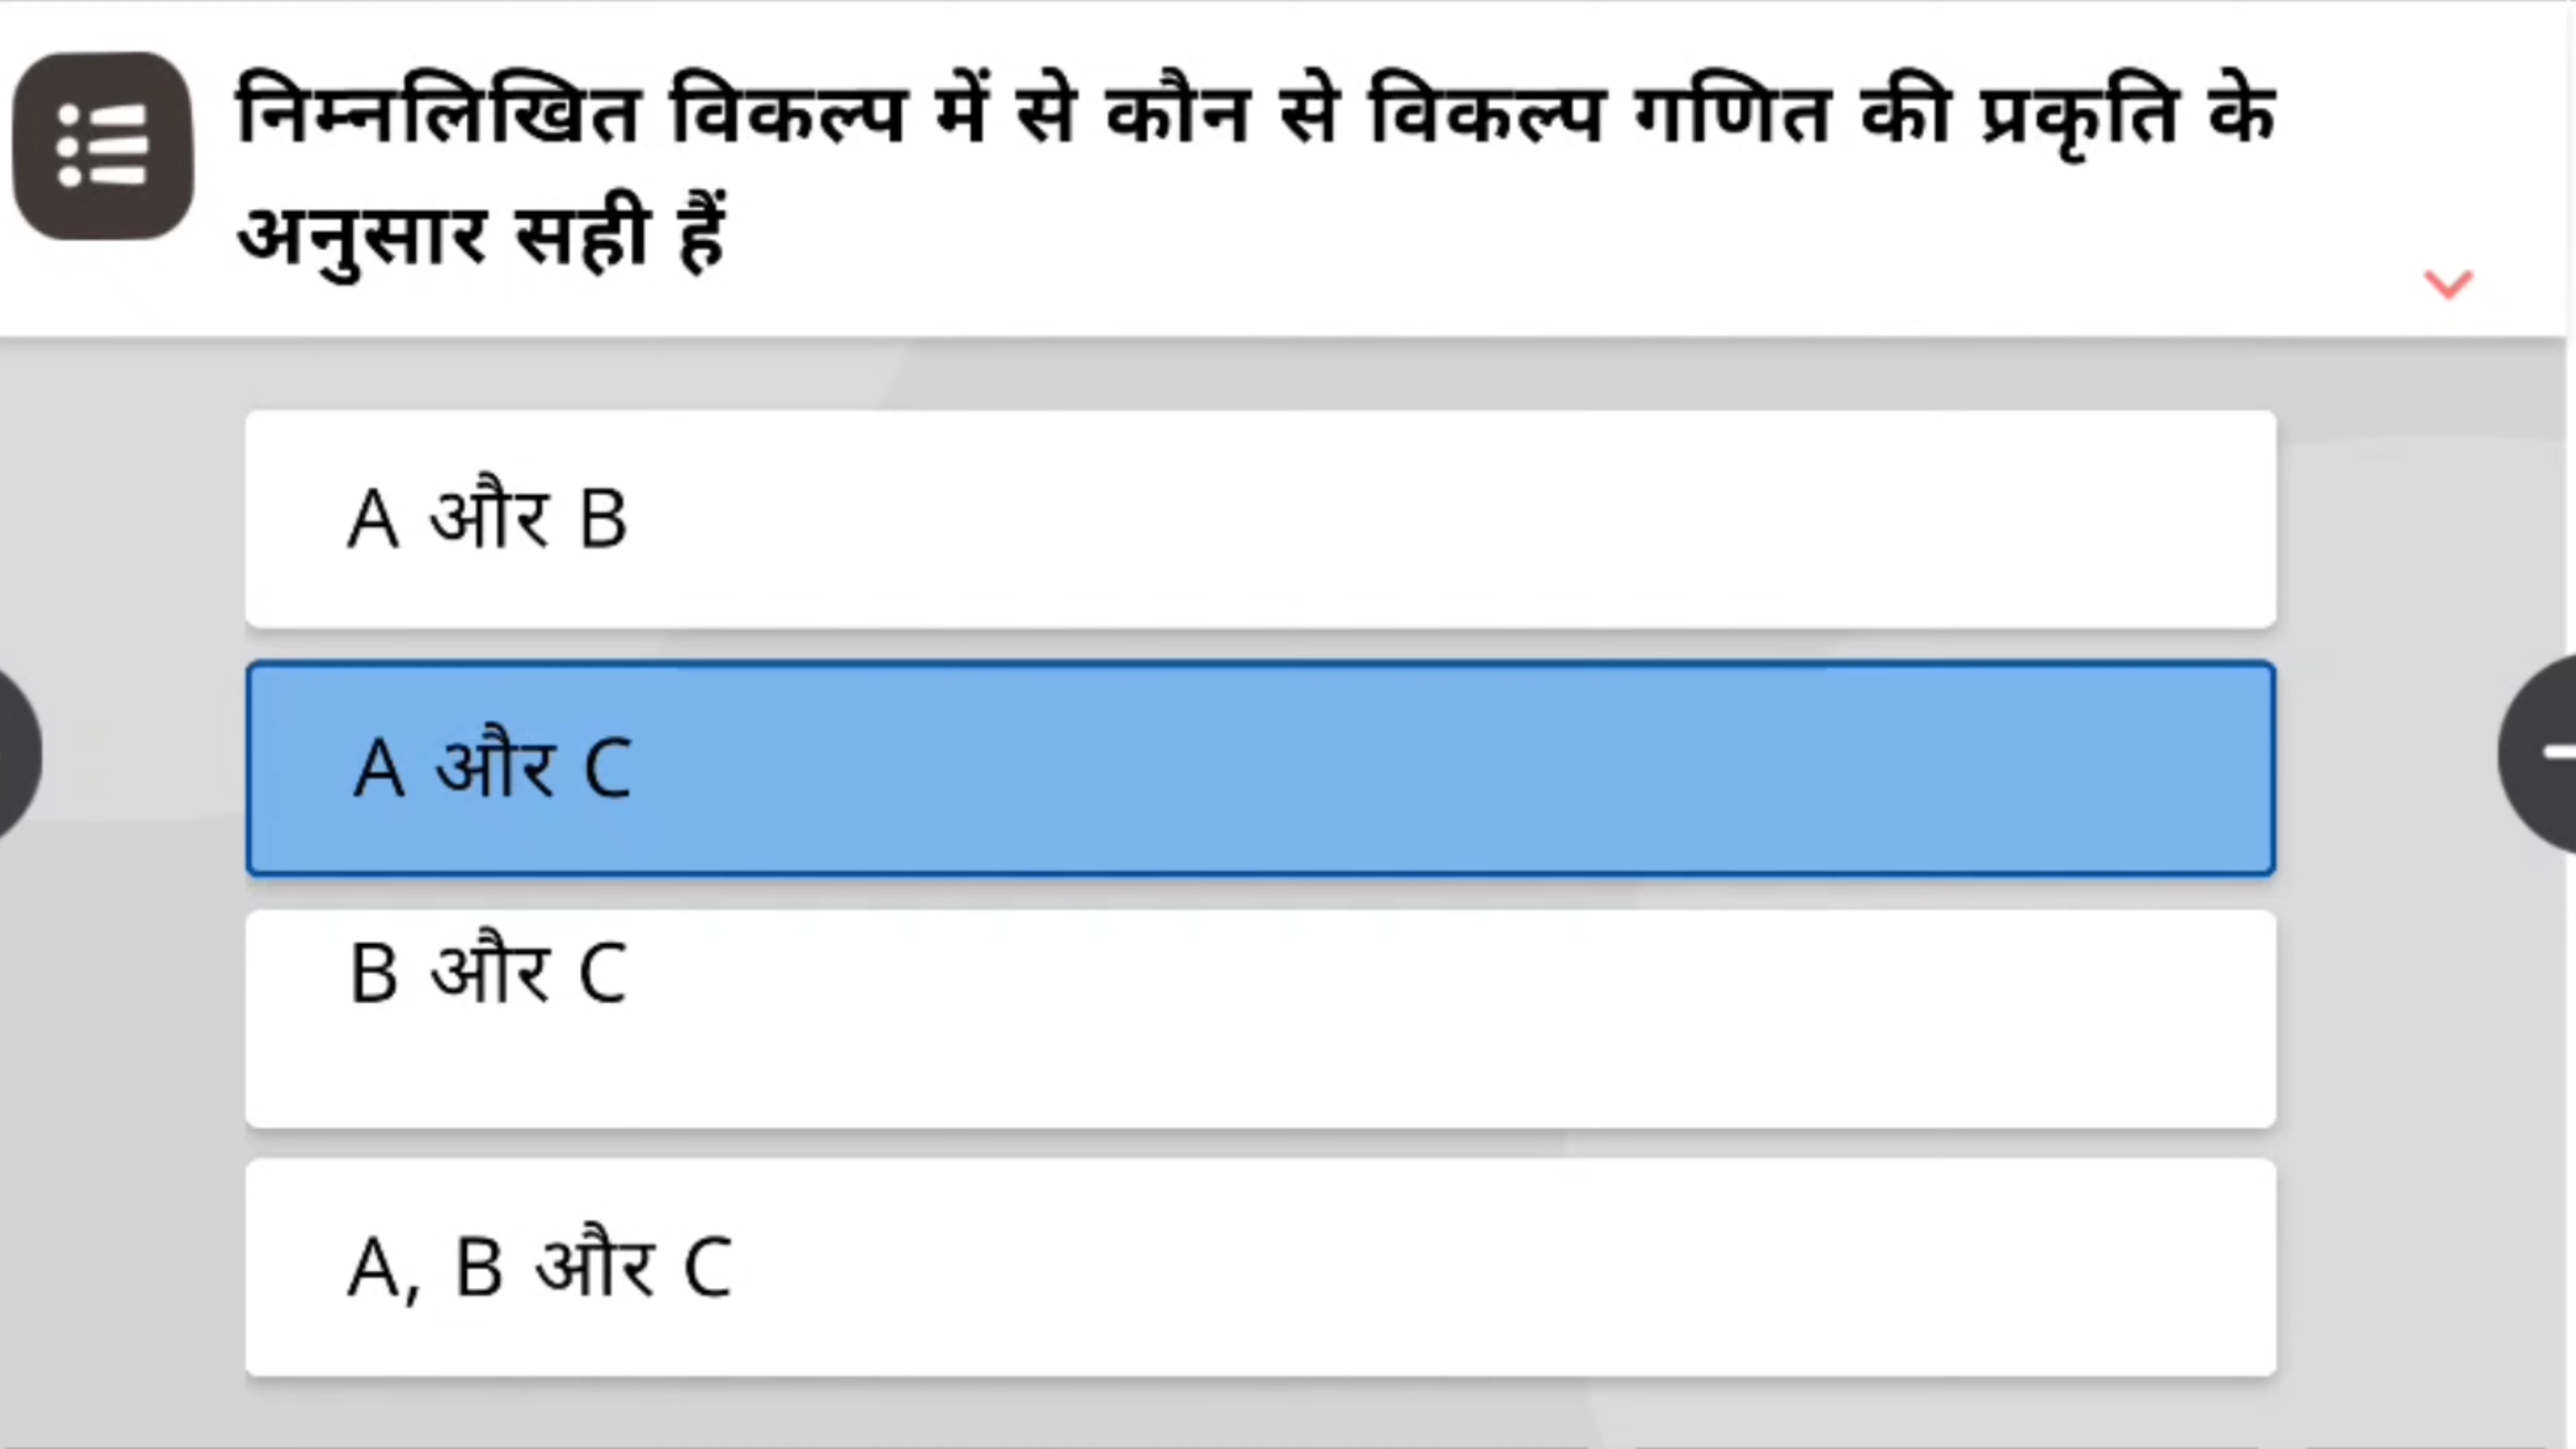 निम्नलिखित विकल्प में से कौन से विकल्प गणित की प्रकृति के
अनुसार सही हैं
A और B
A और C
B और C
A, B और C